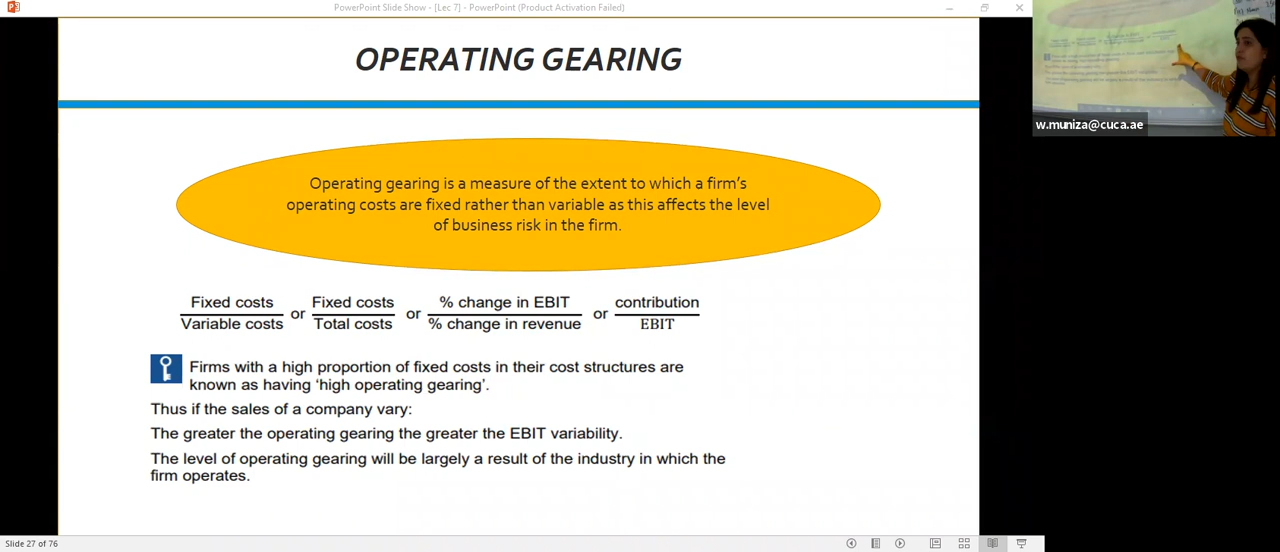 PowerPoint Slide Show - [Lec 7] - PowerPoint (Product Activation Failed)
OPERATING GEARING
Operating gearing is a measure of the extent to which a firm's
operating costs are fixed rather than variable as this affects the level
of business risk in the firm.
Fixed costs or Fixed costs or % change in EBIT or contribution
Variable costs Total costs % change in revenue EBIT
Firms with a high proportion of fixed costs in their cost structures are
known as having 'high operating gearing'.
Thus if the sales of a company vary:
The greater the operating gearing the greater the EBIT variability.
The level of operating gearing will be largely a result of the industry in which the
firm operates.
Slide 27 of 76
w.muniza@cuca.ae